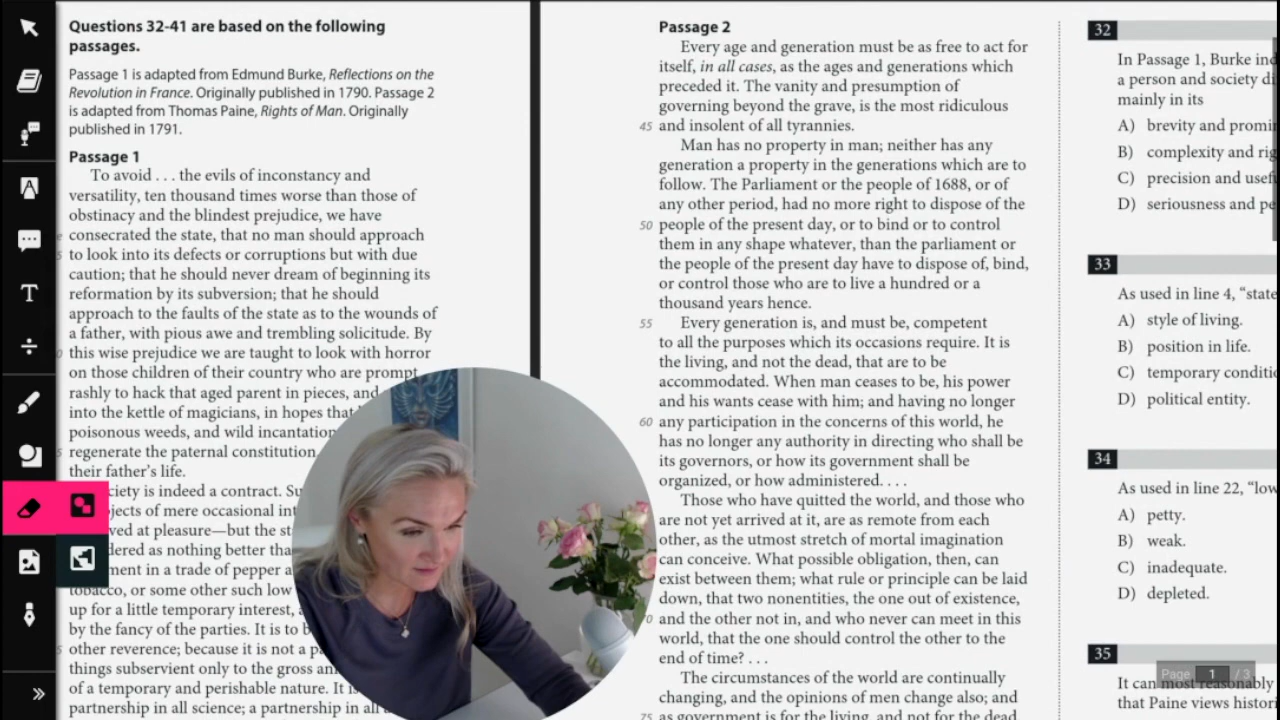 Questions 32-41 are based on the following
passages.
Passage 1 is adapted from Edmund Burke, Reflections on the
Revolution in France. Originally published in 1790. Passage 2
is adapted from Thomas Paine, Rights of Man. Originally
published in 1791.
Passage 1
To avoid . . . the evils of inconstancy and
versatility, ten thousand times worse than those of
obstinacy and the blindest prejudice, we have
consecrated the state, that no man should approach
to look into its defects or corruptions but with due
caution; that he should never dream of beginning its
reformation by its subversion; that he should
approach to the faults of the state as to the wounds of
a father, with pious awe and trembling solicitude. By
this wise prejudice we are taught to look with horror
on those children of their country who are prompt
rashly to hack that aged parent in pieces, and
into the kettle of magicians, in hopes that
poisonous weeds, and wild incantation
regenerate the paternal constitution
their father's life.
is indeed a contract.
of mere occasional
at pleasure—but the
as nothing better
in a trade of pepper
tobacco, or some other such low
up for a little temporary interest,
by the fancy of the parties. It is to
other reverence; because it is not a
things subservient only to the gross
of a temporary and perishable nature. It
partnership in all science; a partnership in all
Passage 2
Every age and generation must be as free to act for
itself, in all cases, as the ages and generations which
preceded it. The vanity and presumption of
governing beyond the grave, is the most ridiculous
45 and insolent of all tyrannies.
Man has no property in man; neither has any
generation a property in the generations which are to
follow. The Parliament or the people of 1688, or of
any other period, had no more right to dispose of the
50 people of the present day, or to bind or to control
them in any shape whatever, than the parliament or
the people of the present day have to dispose of, bind,
or control those who are to live a hundred or a
thousand years hence.
55 Every generation is, and must be, competent
to all the purposes which its occasions require. It is
the living, and not the dead, that are to be
accommodated. When man ceases to be, his power
and his wants cease with him; and having no longer
60 any participation in the concerns of this world, he
has no longer any authority in directing who shall be
its governors, or how its government shall be
organized, or how administered. . . .
Those who have quitted the world, and those who
are not yet arrived at it, are as remote from each
other, as the utmost stretch of mortal imagination
can conceive. What possible obligation, then, can
exist between them; what rule or principle can be laid
down, that two nonentities, the one out of existence,
and the other not in, and who never can meet in this
world, that the one should control the other to the
end of time? . . .
The circumstances of the world are continually
changing, and the opinions of men change also; and
75 as government is for the living, and not for the dead
32
In Passage 1, Burke
a person and society
mainly in its
A) brevity and
B) complexity and
C) precision and
D) seriousness and
33
As used in line 4, "state
A) style of living.
B) position in life.
C) temporary
D) political entity.
34
As used in line 22, "low
A) petty.
B) weak.
C) inadequate.
D) depleted.
35
It can most reasonably
that Paine views
Page 1 / 3